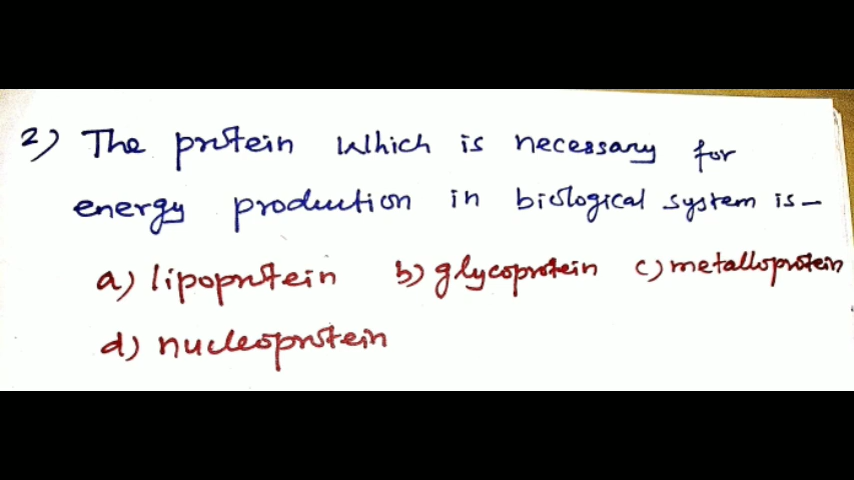 2) The protein which is necessary for
energy production in biological system is -
a) lipoprotein b) glycoprotein c) metalloprotein
d) nucleoprotein